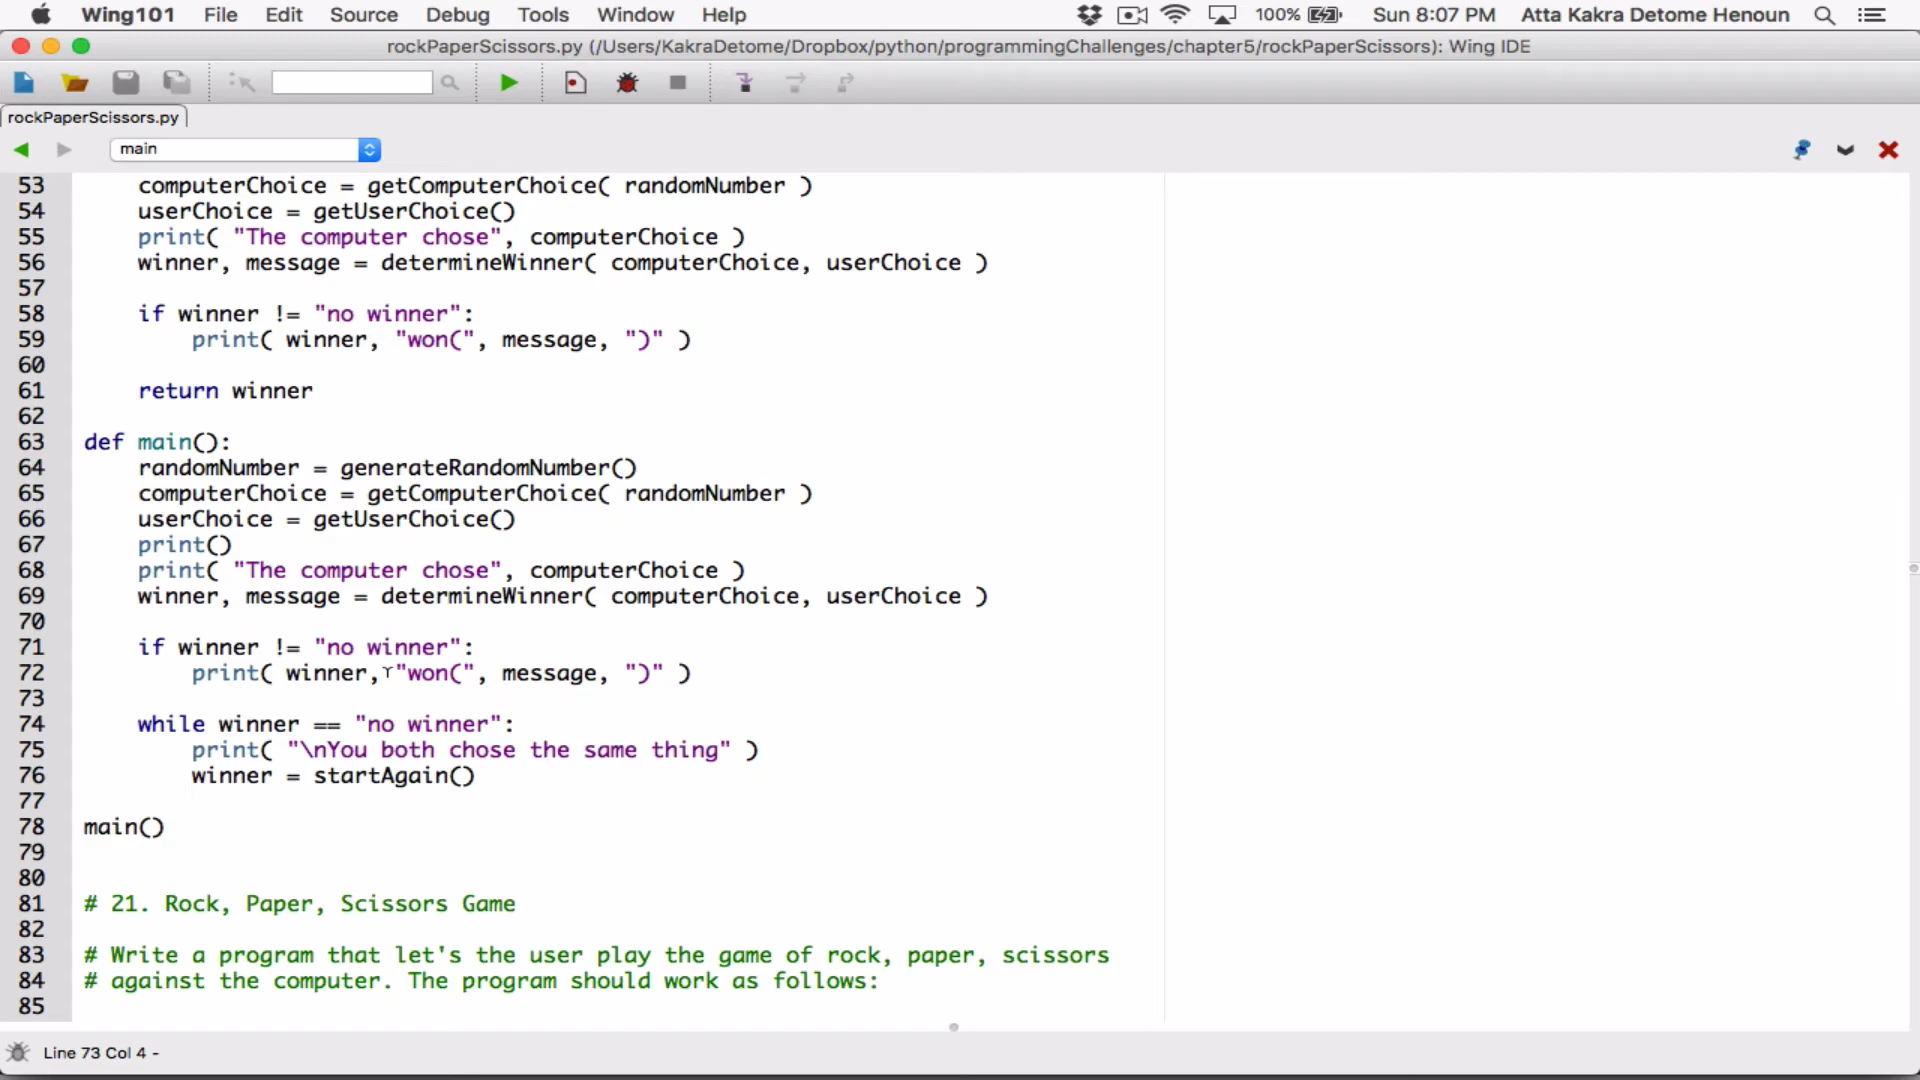 Wing101 File Edit Source Debug Tools Window Help 100% Sun 8:07 PM Atta Kakra Detome Henoun
rockPaperScissors.py (/Users/KakraDetome/Dropbox/python/programmingChallenges/chapter5/rockPaperScissors): Wing IDE
rockPaperScissors.py
main
53 computerChoice = getComputerChoice( randomNumber )
54 userChoice = getUserChoice()
55 print( "The computer chose", computerChoice )
56 winner, message = determineWinner( computerChoice, userChoice )
57
58 if winner != "no winner":
59 print( winner, "won(", message, ")" )
60
61 return winner
62
63 def main():
64 randomNumber = generateRandomNumber()
65 computerChoice = getComputerChoice( randomNumber )
66 userChoice = getUserChoice()
67 print()
68 print( "The computer chose", computerChoice )
69 winner, message = determineWinner( computerChoice, userChoice )
70
71 if winner != "no winner":
72 print( winner, "won(", message, ")" )
73
74 while winner == "no winner":
75 print( "\nYou both chose the same thing" )
76 winner = startAgain()
77
78 main()
79
80
81 # 21. Rock, Paper, Scissors Game
82
83 # Write a program that let's the user play the game of rock, paper, scissors
84 # against the computer. The program should work as follows:
85
Line 73 Col 4 -